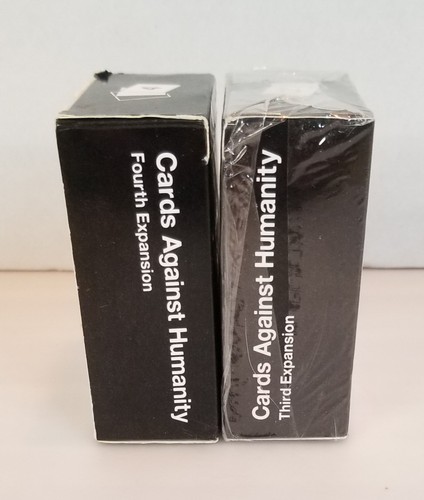 Cards Against Humanity
Fourth Expansion
Cards Against Humanity
Third Expansion